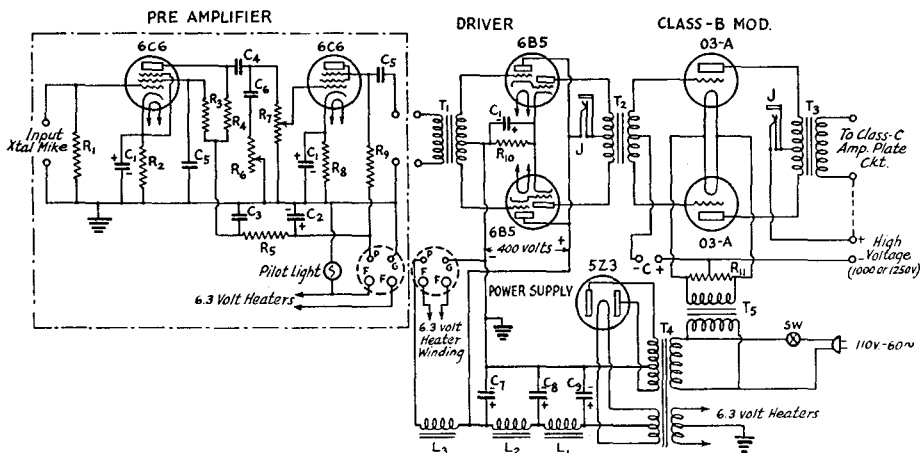 PRE AMPLIFIER
DRIVER
CLASS-B MOD.
6C6
6C6
6B5
03-A
C4
C5
C6
R3
R4
R7
T1
C1
+
R10
J
T2
J
T3
Input
Xtal Mike
R1
+
C1
-
R2
C5
R6
+
C1
-
R8
R9
To Class-C
Amp. Plate
Ckt.
6B5
03-A
C3
-
C2
+
R5
- 400 volts +
- C +
R11
+
High
Voltage
-
(1000 or 1250V)
Pilot Light
S
P
G
F
F
P
G
F
F
6.3 Volt Heaters
6.3 volt
Heater
Winding
5Z3
POWER SUPPLY
T4
T5
SW
110V.-60~
C7
-
+
C8
-
+
C9
-
+
6.3 volt Heaters
L3
L2
L1